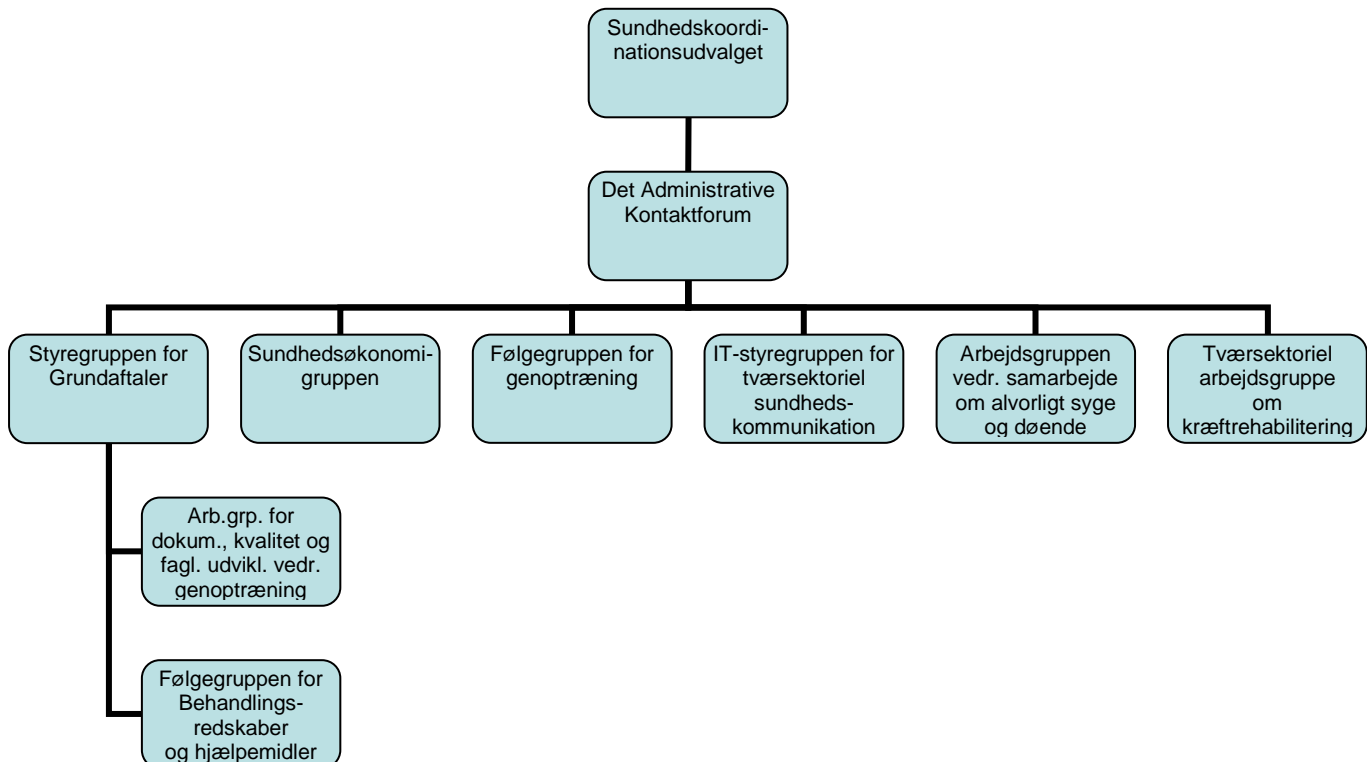 Sundhedskoordi-
nationsudvalget
Det Administrative
Kontaktforum
Styregruppen for
Grundaftaler
Sundhedsøkonomi-
gruppen
Følgegruppen for
genoptræning
IT-styregruppen for
tværsektoriel
sundheds-
kommunikation
Arbejdsgruppen
vedr. samarbejde
om alvorligt syge
og døende
Tværsektoriel
arbejdsgruppe
om
kræftrehabilitering
Arb.grp. for
dokum., kvalitet og
fagl. udvikl. vedr.
genoptræning
Følgegruppen for
Behandlings-
redskaber
og hjælpemidler